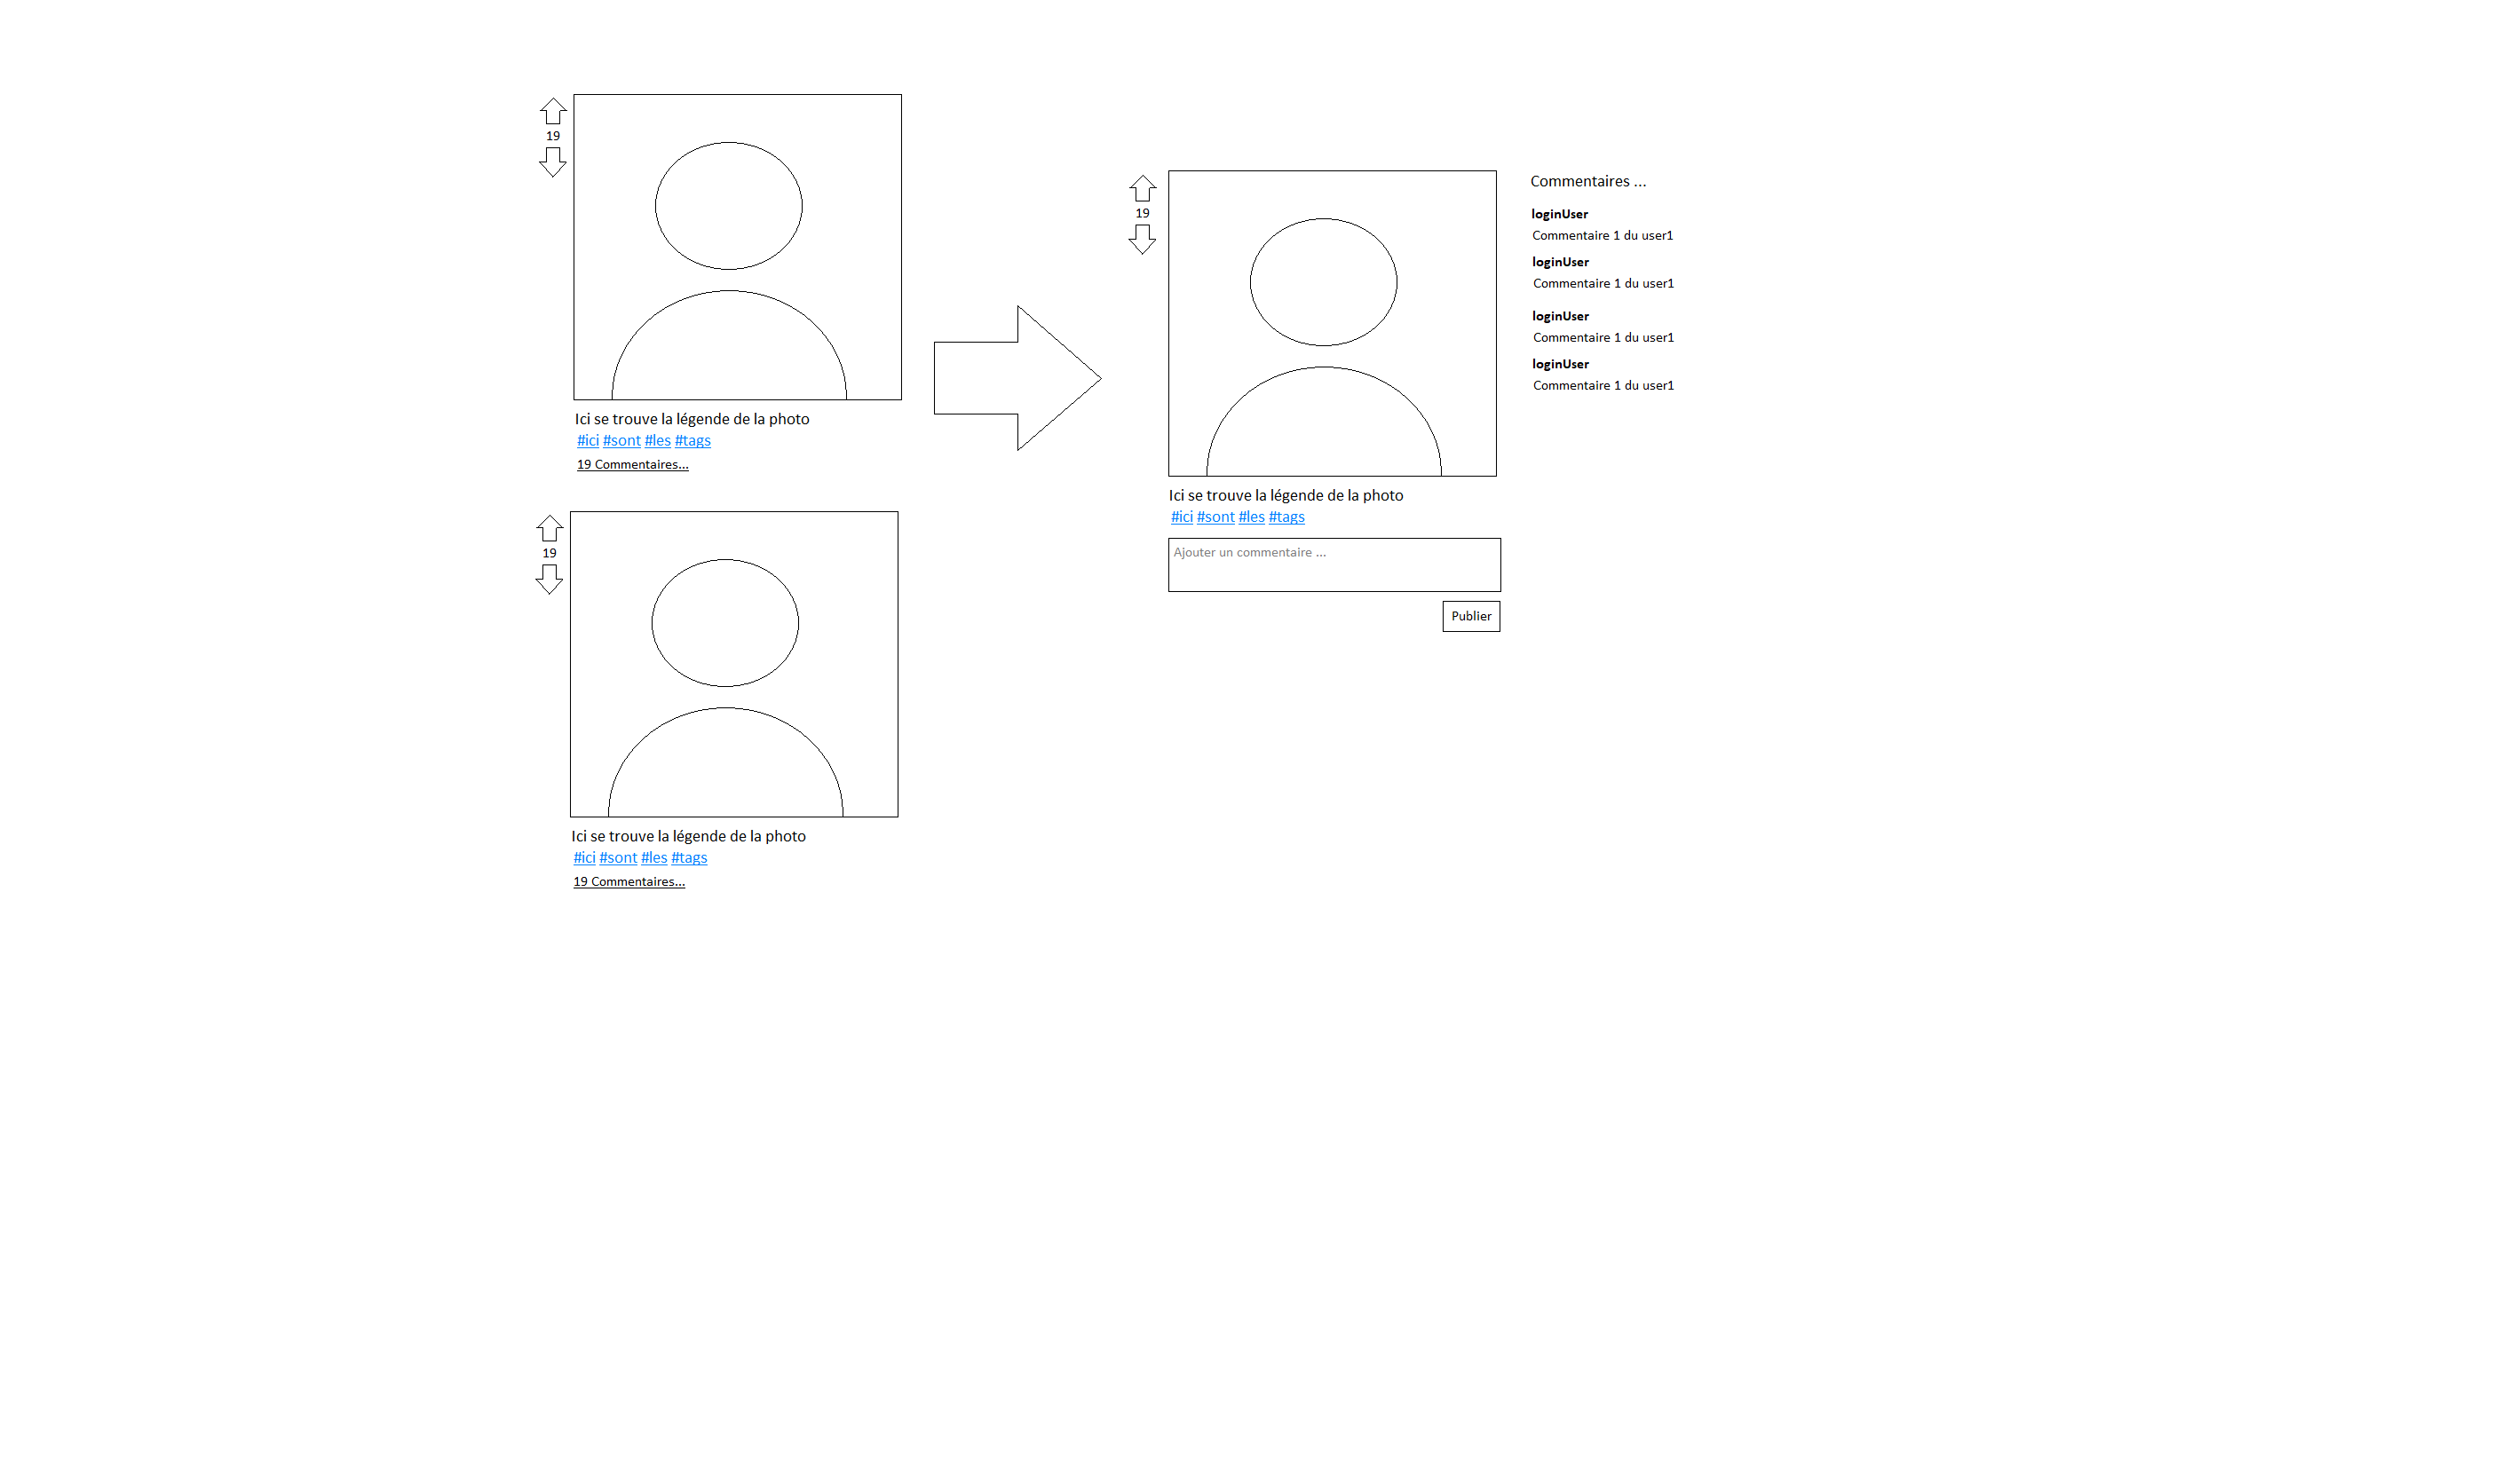 19
Ici se trouve la légende de la photo
#ici #sont #les #tags
19 Commentaires...
19
Ici se trouve la légende de la photo
#ici #sont #les #tags
19 Commentaires...
19
Ici se trouve la légende de la photo
#ici #sont #les #tags
Ajouter un commentaire ...
Publier
Commentaires ...
loginUser
Commentaire 1 du user1
loginUser
Commentaire 1 du user1
loginUser
Commentaire 1 du user1
loginUser
Commentaire 1 du user1